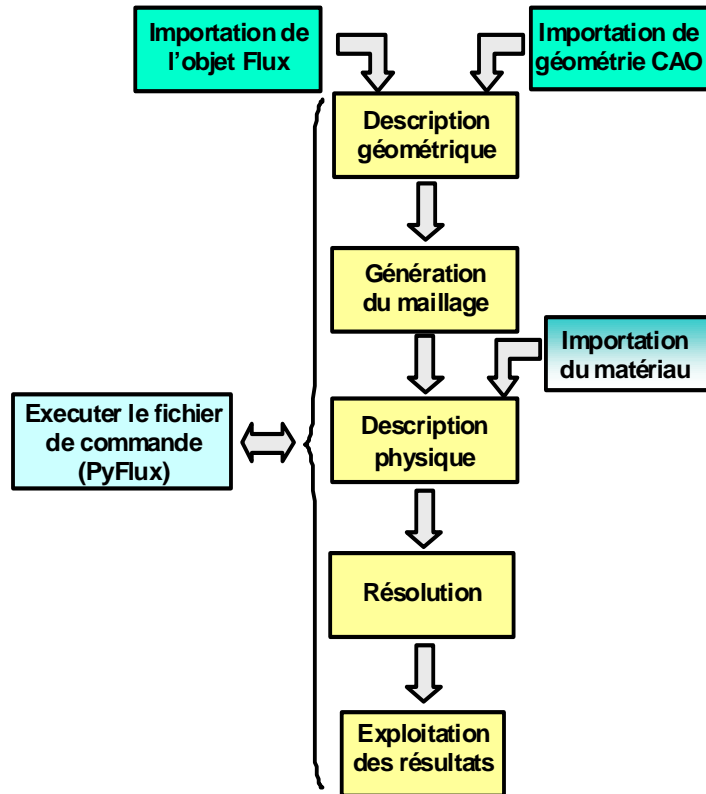 Importation de
l'objet Flux
Importation de
géométrie CAO
Description
géométrique
Génération
du maillage
Importation
du matériau
Executer le fichier
de commande
(PyFlux)
Description
physique
Résolution
Exploitation
des résultats